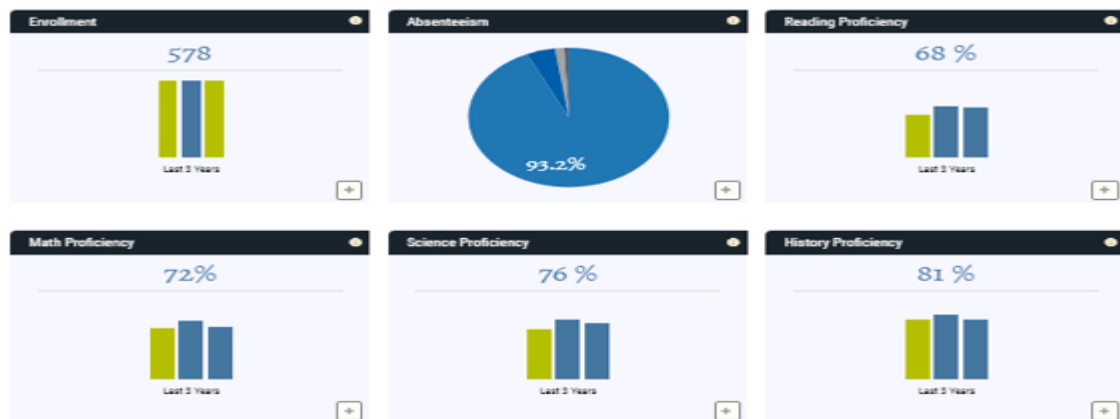 Enrollment
578
Last 3 Years
+
Absenteeism
93.2%
+
Reading Proficiency
68 %
Last 3 Years
+
Math Proficiency
72%
Last 3 Years
+
Science Proficiency
76 %
Last 3 Years
+
History Proficiency
81 %
Last 3 Years
+